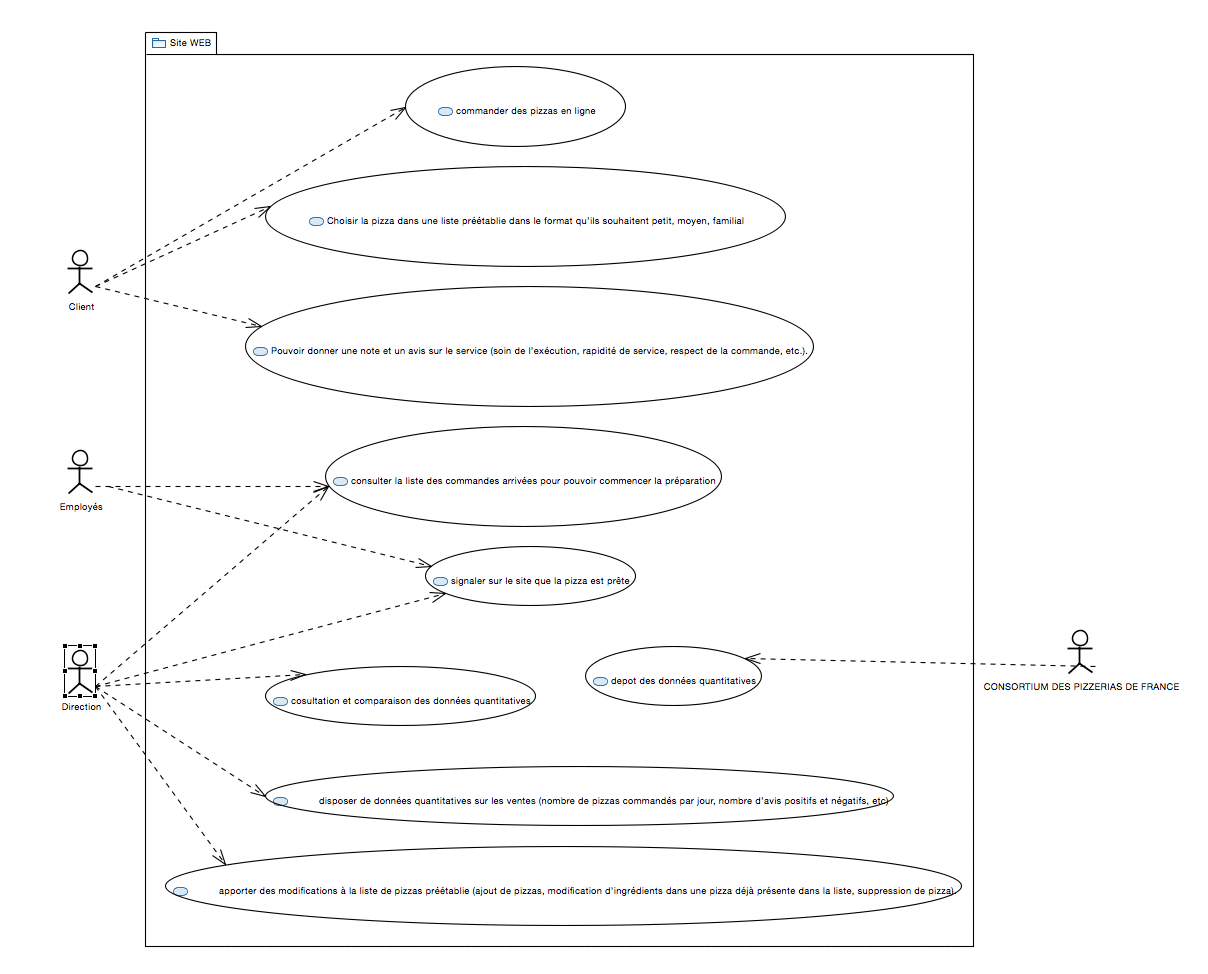 Site WEB
commander des pizzas en ligne
Choisir la pizza dans une liste préétablie dans le format qu'ils souhaitent petit, moyen, familial
Client
Pouvoir donner une note et un avis sur le service (soin de l'exécution, rapidité de service, respect de la commande, etc.).
consulter la liste des commandes arrivées pour pouvoir commencer la préparation
Employés
signaler sur le site que la pizza est prête
depot des données quantitatives
CONSORTIUM DES PIZZERIAS DE FRANCE
cosultation et comparaison des données quantitatives
Direction
disposer de données quantitatives sur les ventes (nombre de pizzas commandés par jour, nombre d'avis positifs et négatifs, etc)
apporter des modifications à la liste de pizzas préétablie (ajout de pizzas, modification d'ingrédients dans une pizza déjà présente dans la liste, suppression de pizza).